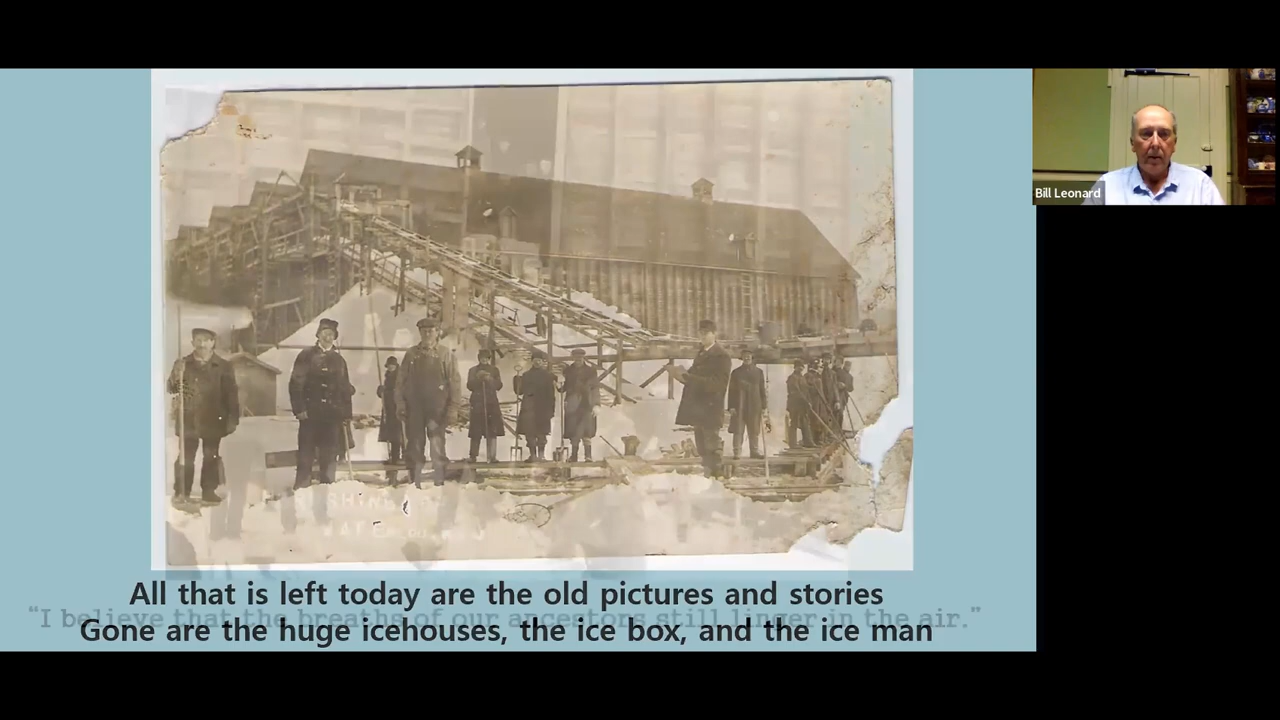 Bill Leonard
All that is left today are the old pictures and stories
“I believe that the breaths of our ancestors still linger in the air.”
Gone are the huge icehouses, the ice box, and the ice man